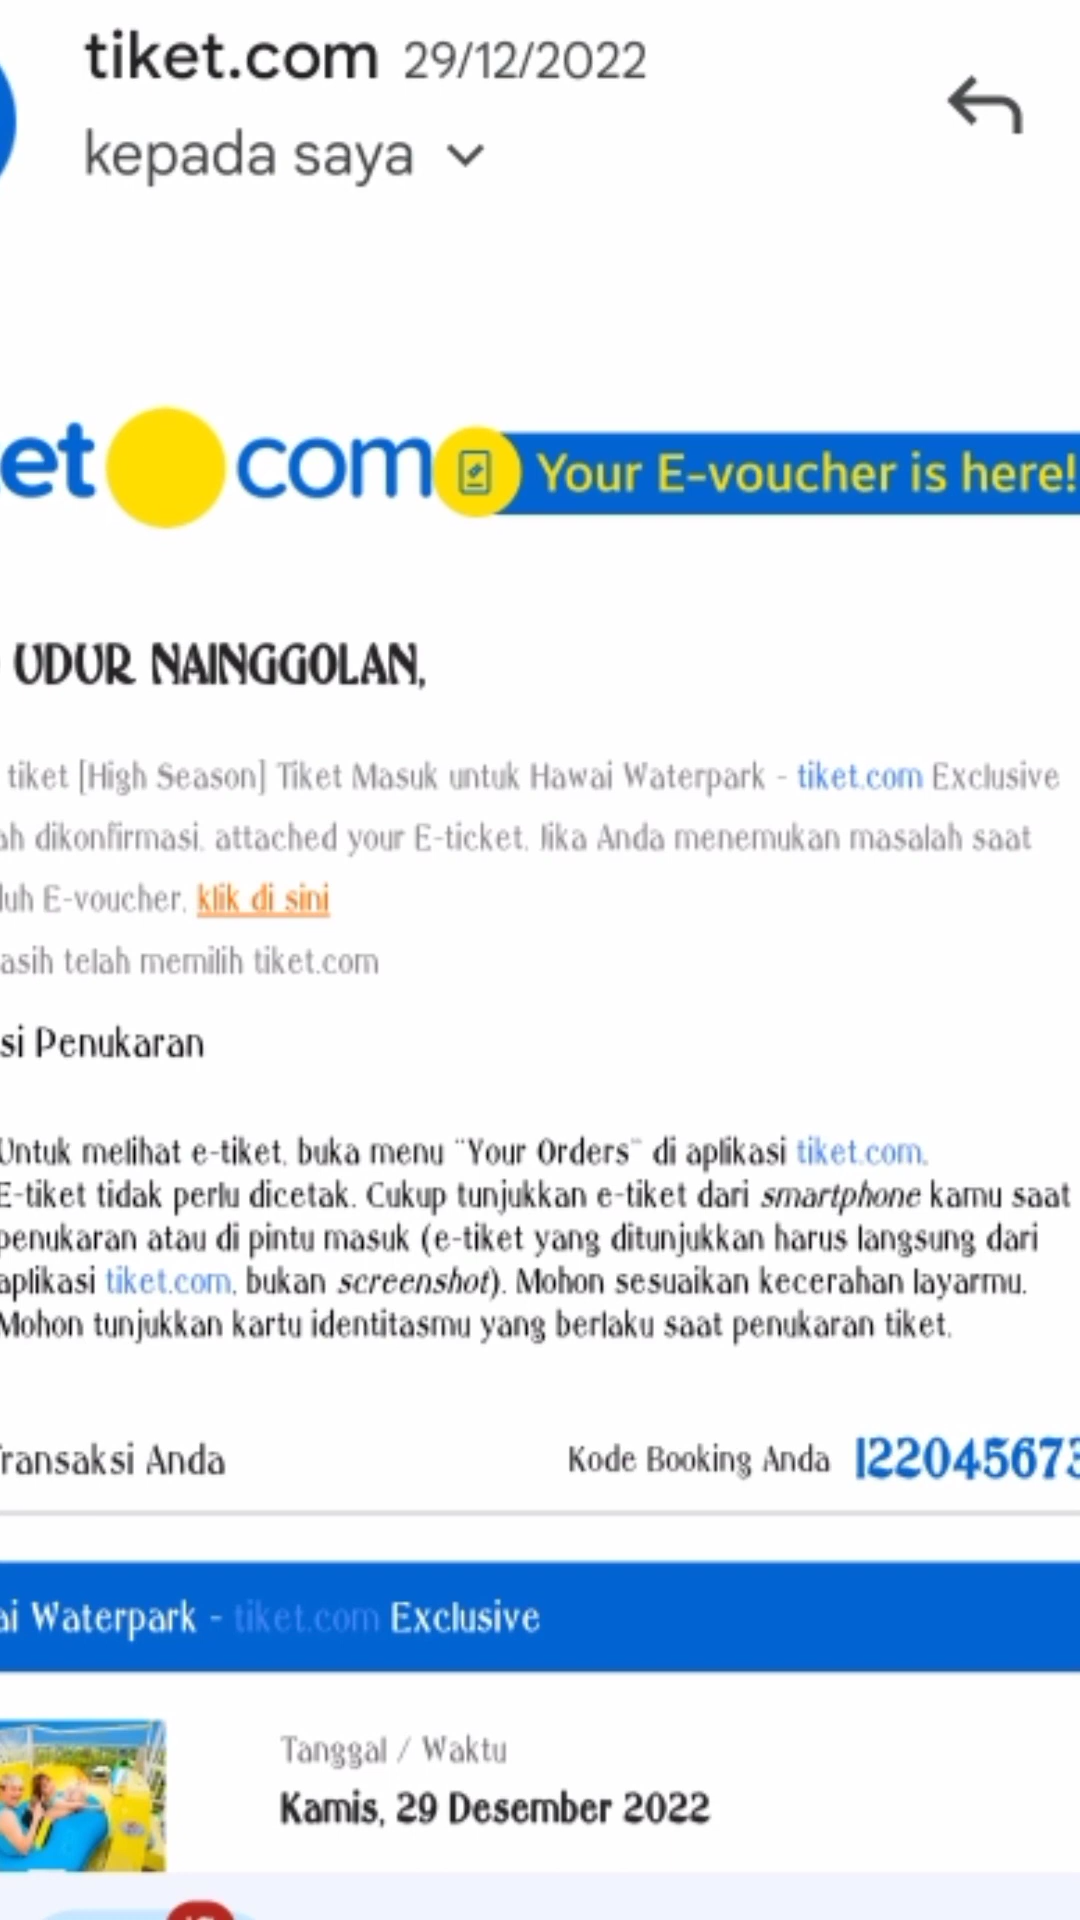 tiket.com 29/12/2022
kepada saya
et com Your E-voucher is here!
UDUR NAINGGOLAN,
tiket [High Season] Tiket Masuk untuk Hawai Waterpark - tiket.com Exclusive
ah dikonfirmasi. attached your E-ticket. Jika Anda menemukan masalah saat
luh E-voucher, klik di sini
asih telah memilih tiket.com
si Penukaran
Untuk melihat e-tiket, buka menu "Your Orders" di aplikasi tiket.com.
E-tiket tidak perlu dicetak. Cukup tunjukkan e-tiket dari smartphone kamu saat
penukaran atau di pintu masuk (e-tiket yang ditunjukkan harus langsung dari
aplikasi tiket.com, bukan screenshot). Mohon sesuaikan kecerahan layarmu.
Mohon tunjukkan kartu identitasmu yang berlaku saat penukaran tiket.
ransaksi Anda Kode Booking Anda 122045673
ai Waterpark - tiket.com Exclusive
Tanggal / Waktu
Kamis, 29 Desember 2022